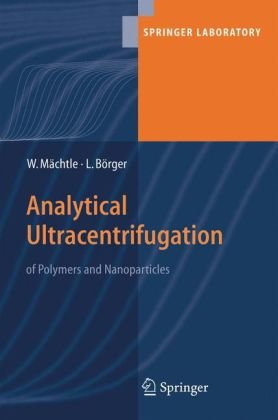 SPRINGER LABORATORY
W. Mächtle • L. Börger
Analytical
Ultracentrifugation
of Polymers and Nanoparticles
Springer